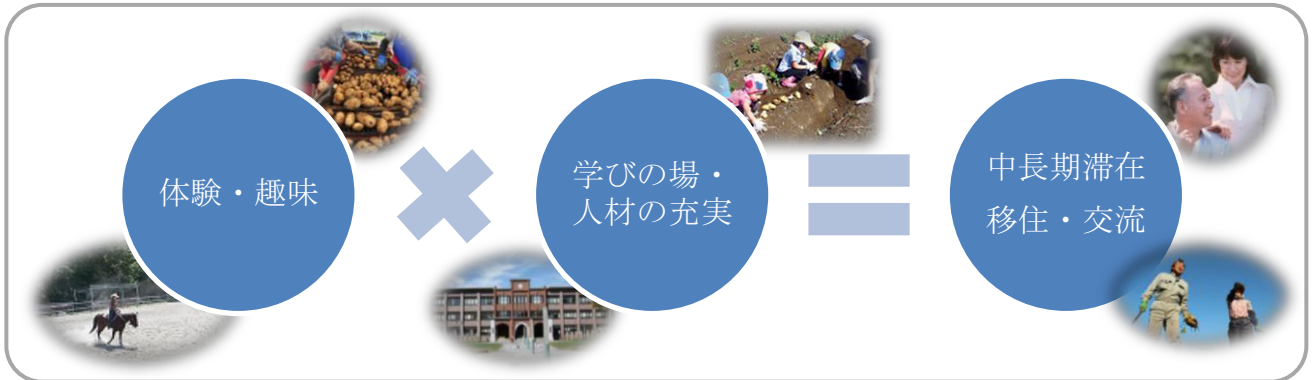 体験・趣味
学びの場・
人材の充実
中長期滞在
移住・交流